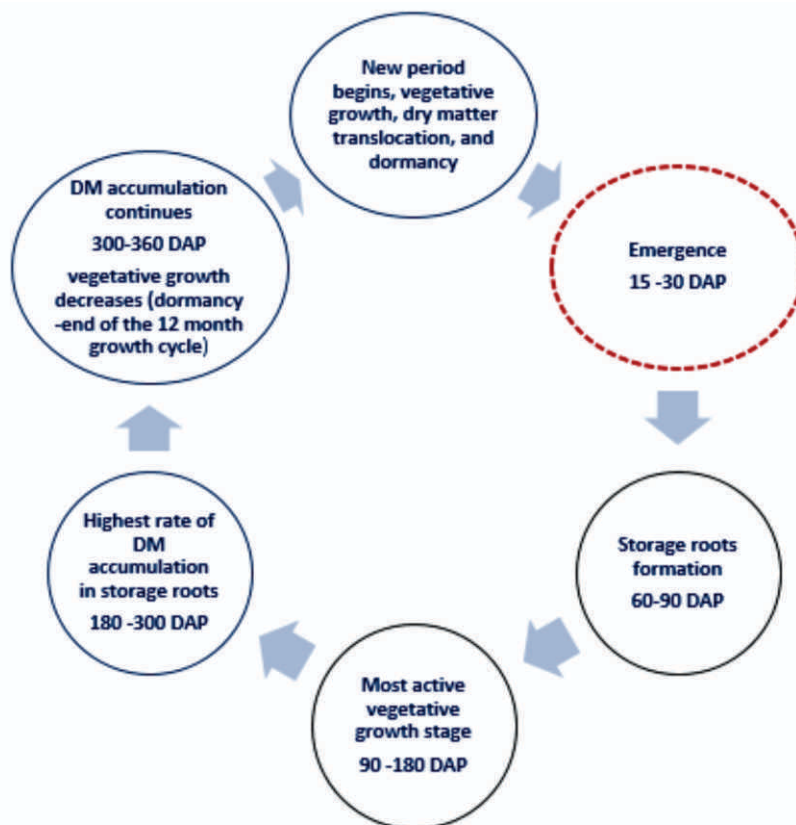 New period
begins, vegetative
growth, dry matter
translocation, and
dormancy
Emergence
15 -30 DAP
Storage roots
formation
60-90 DAP
Most active
vegetative
growth stage
90 -180 DAP
Highest rate of
DM
accumulation
in storage roots
180 -300 DAP
DM accumulation
continues
300-360 DAP
vegetative growth
decreases (dormancy
-end of the 12 month
growth cycle)